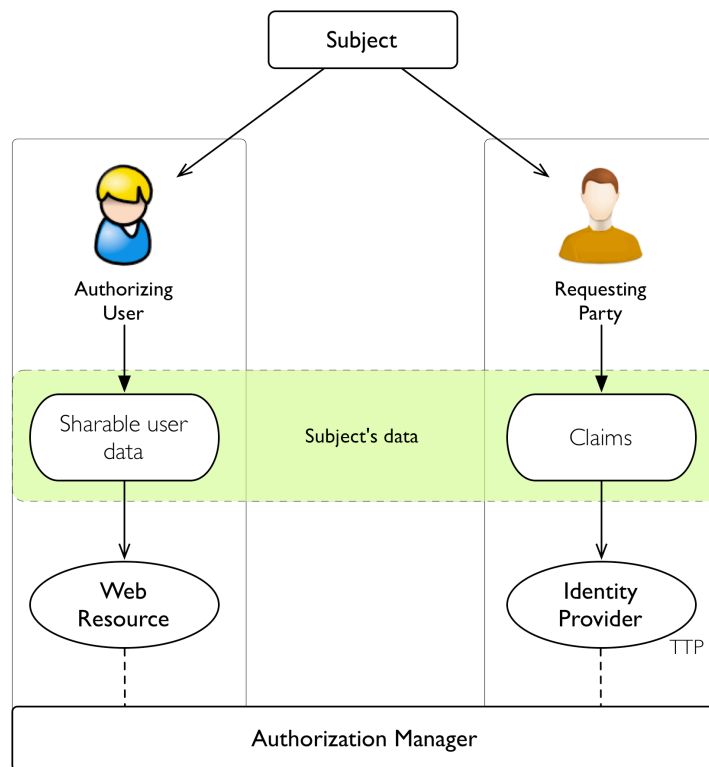 Subject
Authorizing
User
Requesting
Party
Sharable user
data
Subject's data
Claims
Web
Resource
Identity
Provider
TTP
Authorization Manager